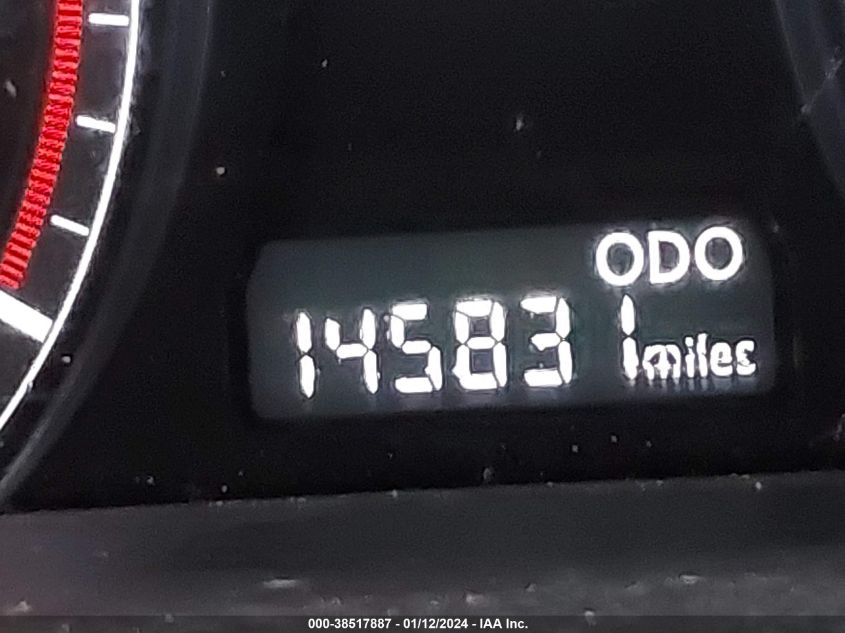 ODO
145831 miles
000-38517887 - 01/12/2024 - IAA Inc.